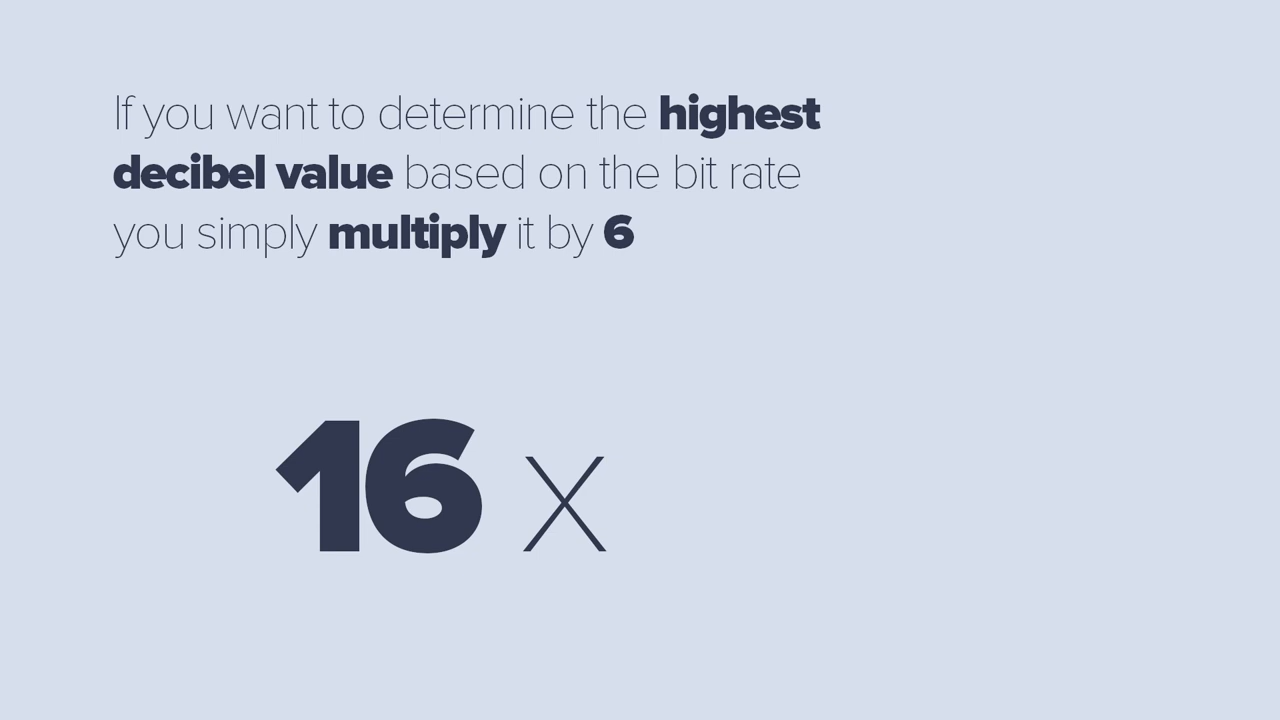 If you want to determine the highest
decibel value based on the bit rate
you simply multiply it by 6
16 X